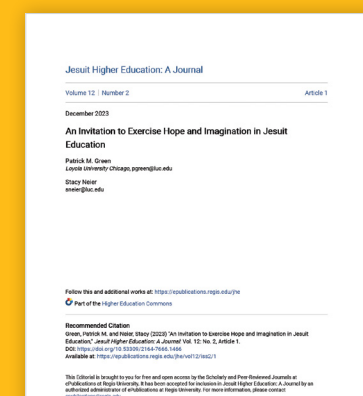 Jesuit Higher Education: A Journal
Volume 12 | Number 2 Article 1
December 2023
An Invitation to Exercise Hope and Imagination in Jesuit
Education
Patrick M. Green
Loyola University Chicago, pgreen@luc.edu
Stacy Neier
sneier@luc.edu
Follow this and additional works at: https://epublications.regis.edu/jhe
Part of the Higher Education Commons
Recommended Citation
Green, Patrick M. and Neier, Stacy (2023) "An Invitation to Exercise Hope and Imagination in Jesuit
Education," Jesuit Higher Education: A Journal: Vol. 12: No. 2, Article 1.
DOI: https://doi.org/10.53309/2164-7666.1466
Available at: https://epublications.regis.edu/jhe/vol12/iss2/1
This Editorial is brought to you for free and open access by the Scholarly and Peer-Reviewed Journals at
ePublications at Regis University. It has been accepted for inclusion in Jesuit Higher Education: A Journal by an
authorized administrator of ePublications at Regis University. For more information, please contact